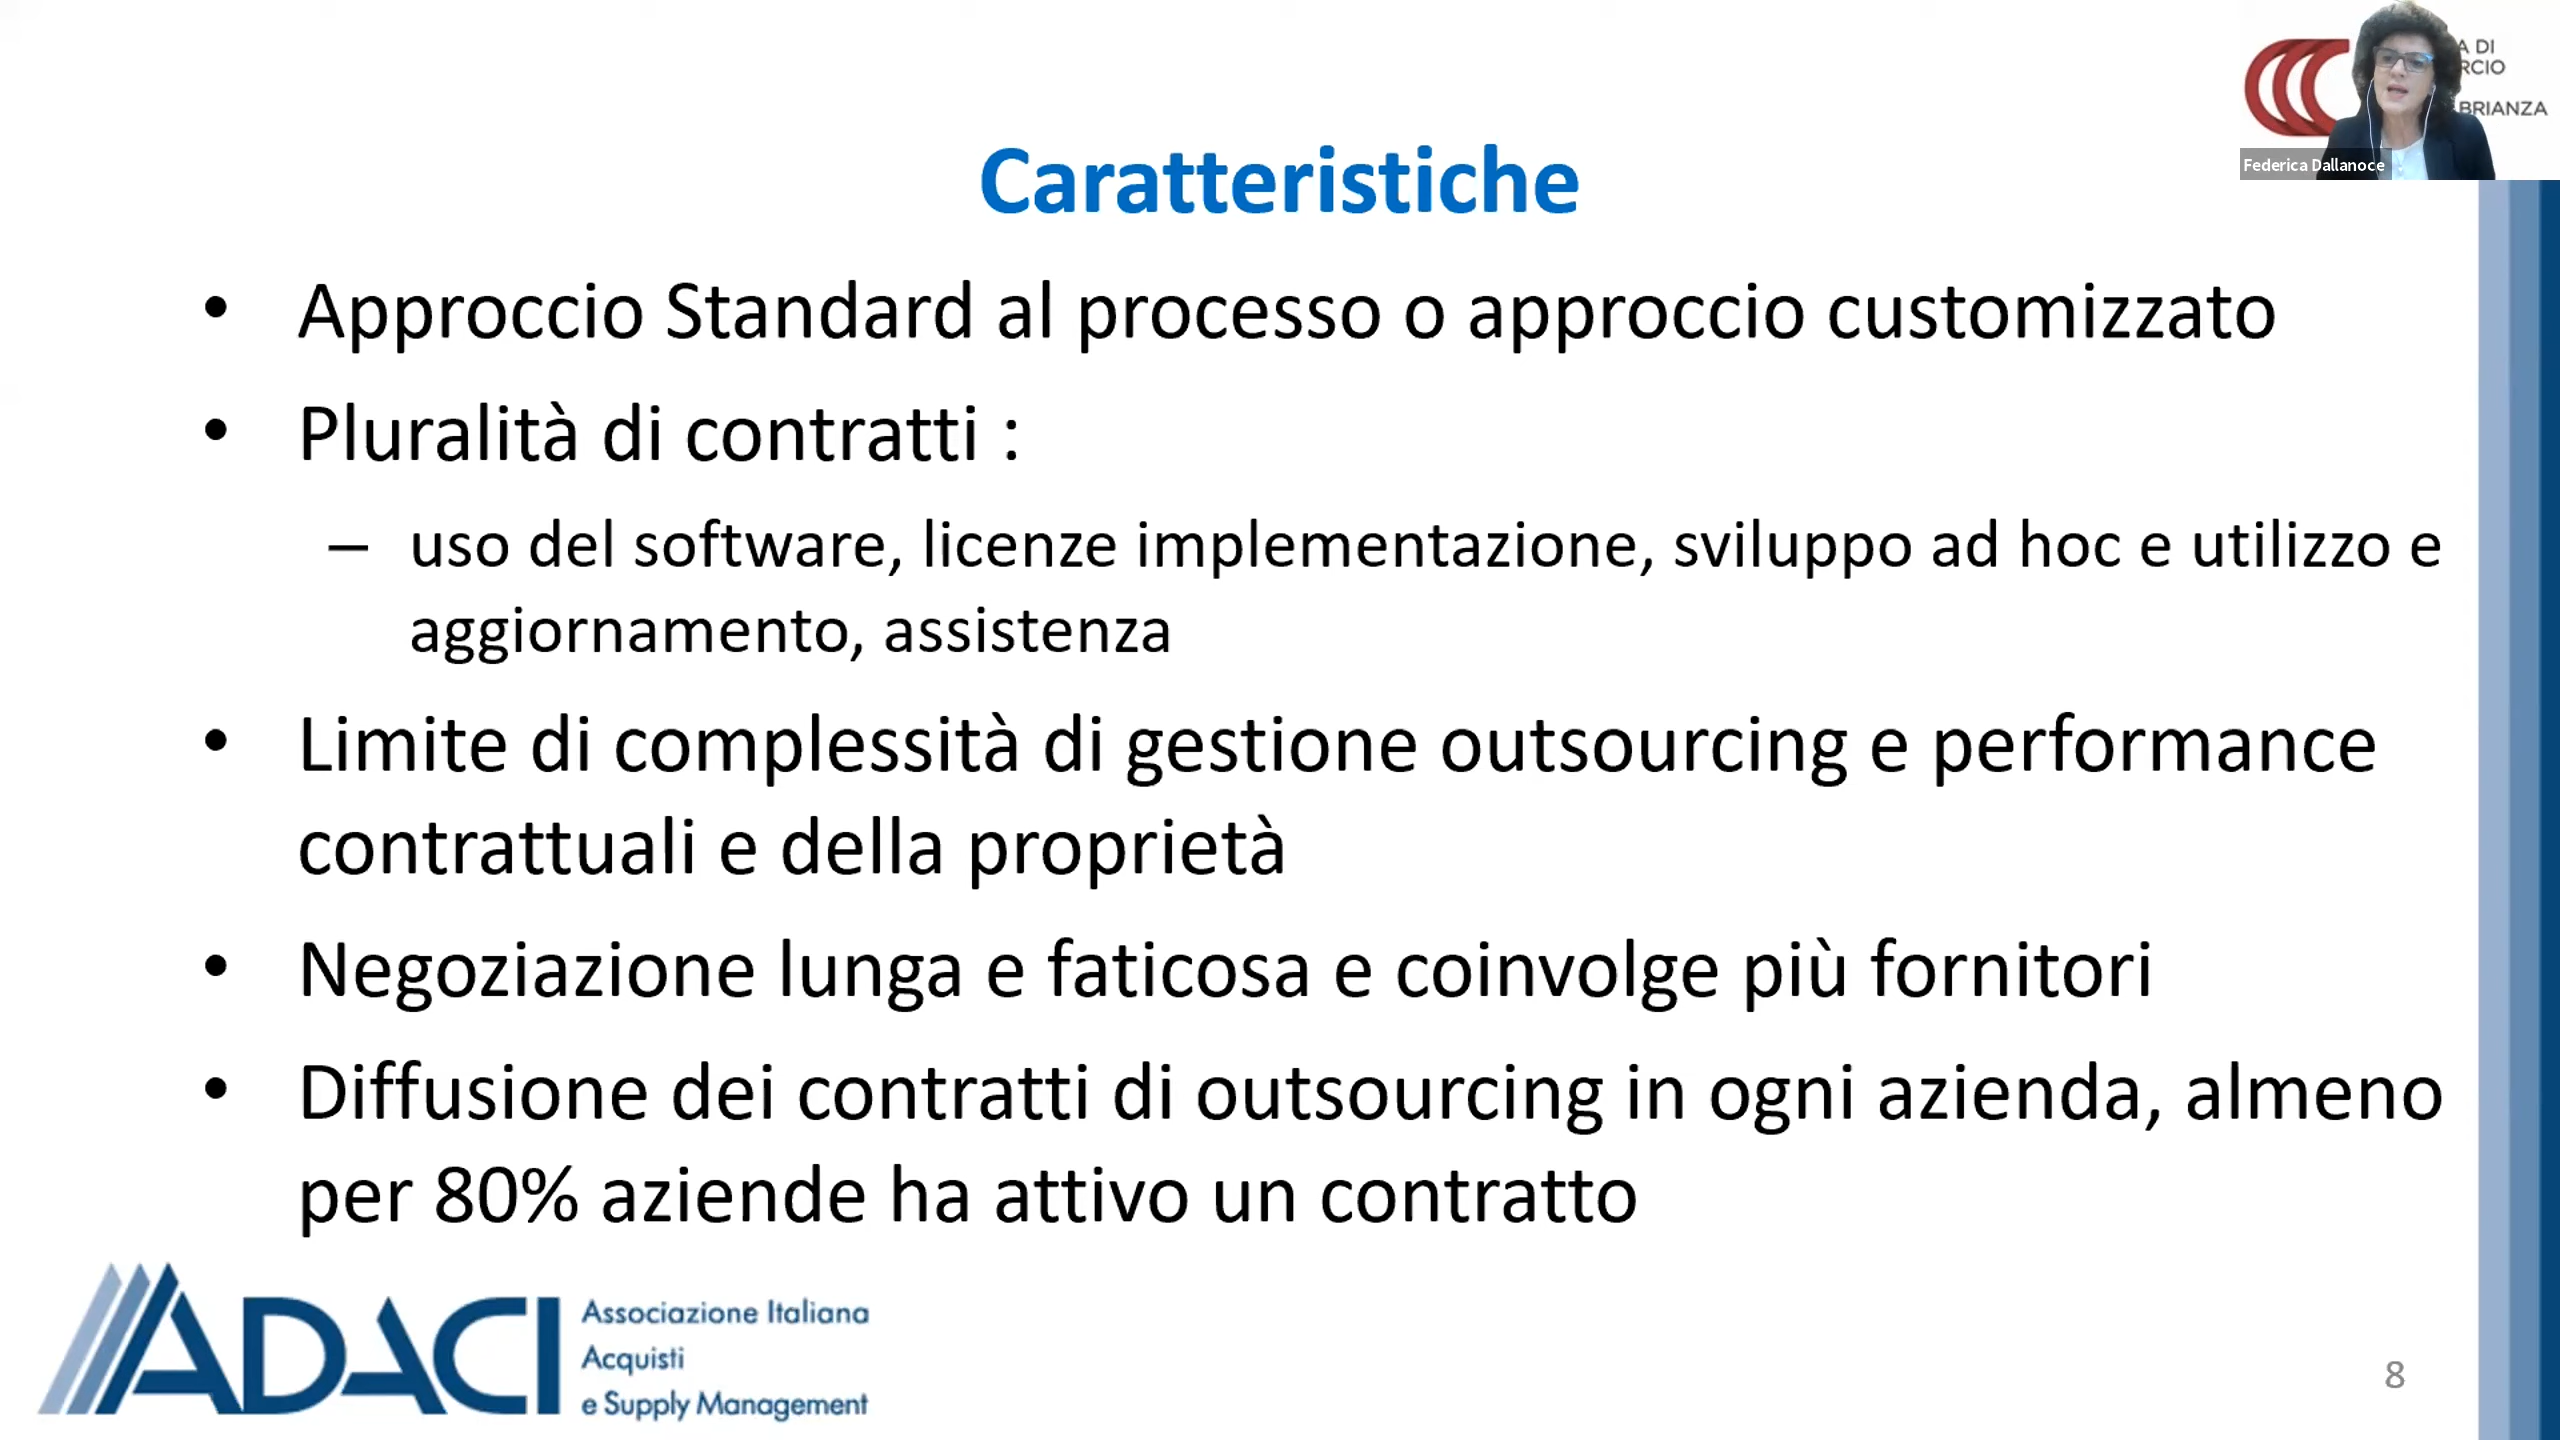 A DI
RCIO
BRIANZA
Federica Dallanoce
Caratteristiche
• Approccio Standard al processo o approccio customizzato
• Pluralità di contratti :
– uso del software, licenze implementazione, sviluppo ad hoc e utilizzo e
aggiornamento, assistenza
• Limite di complessità di gestione outsourcing e performance
contrattuali e della proprietà
• Negoziazione lunga e faticosa e coinvolge più fornitori
• Diffusione dei contratti di outsourcing in ogni azienda, almeno
per 80% aziende ha attivo un contratto
ADACI
Associazione Italiana
Acquisti
e Supply Management
8